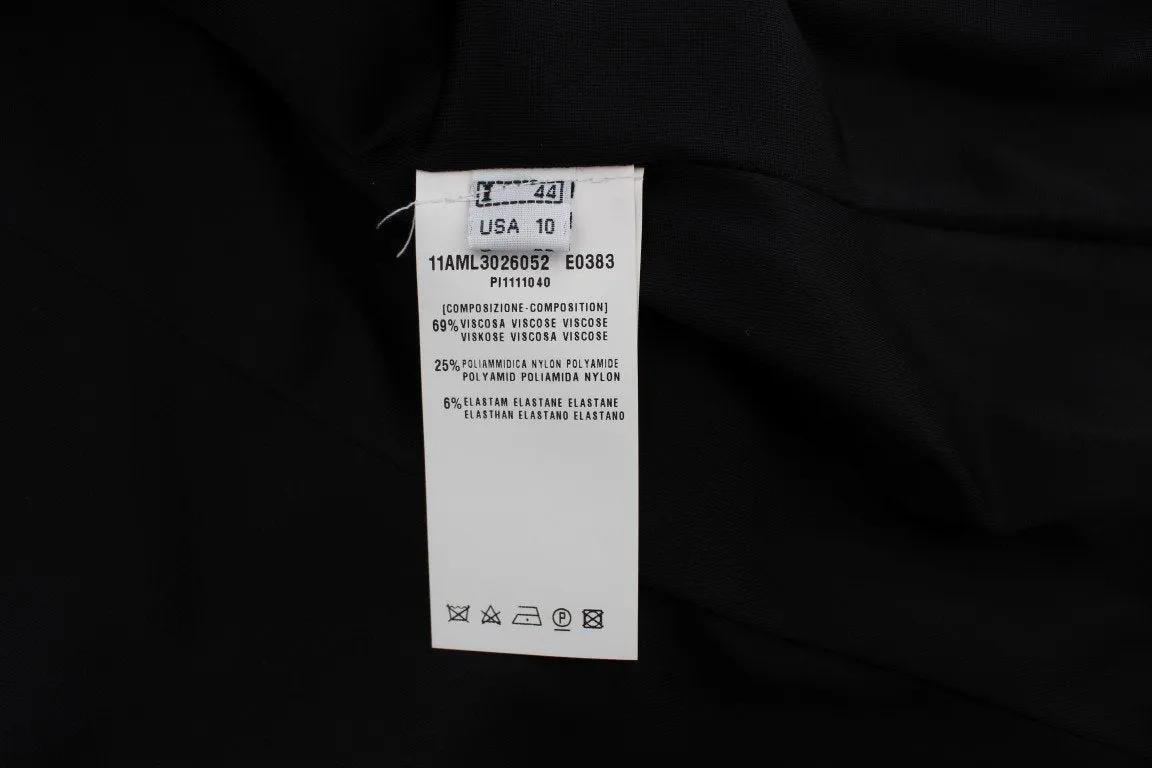 I 44
USA 10
11AML3026052 E0383
PI1111040
[COMPOSIZIONE-COMPOSITION]
69% VISCOSA VISCOSE VISCOSE
VISKOSE VISCOSA VISCOSE
25% POLIAMMIDICA NYLON POLYAMIDE
POLYAMID POLIAMIDA NYLON
6% ELASTAM ELASTANE ELASTANE
ELASTHAN ELASTANO ELASTANO
P